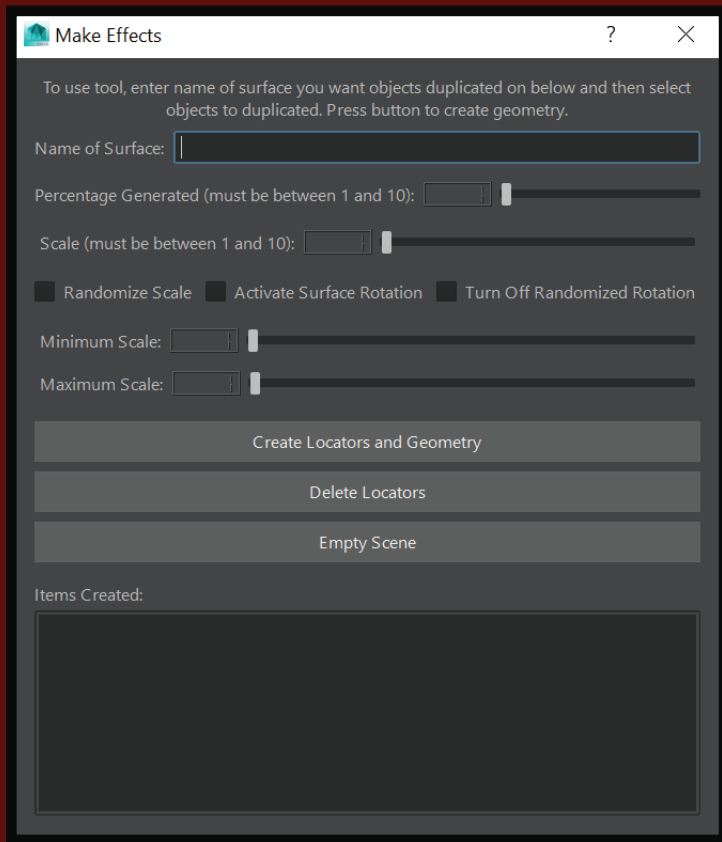 Make Effects
?
To use tool, enter name of surface you want objects duplicated on below and then select
objects to duplicated. Press button to create geometry.
Name of Surface:
Percentage Generated (must be between 1 and 10):
Scale (must be between 1 and 10):
Randomize Scale Activate Surface Rotation Turn Off Randomized Rotation
Minimum Scale:
Maximum Scale:
Create Locators and Geometry
Delete Locators
Empty Scene
Items Created: